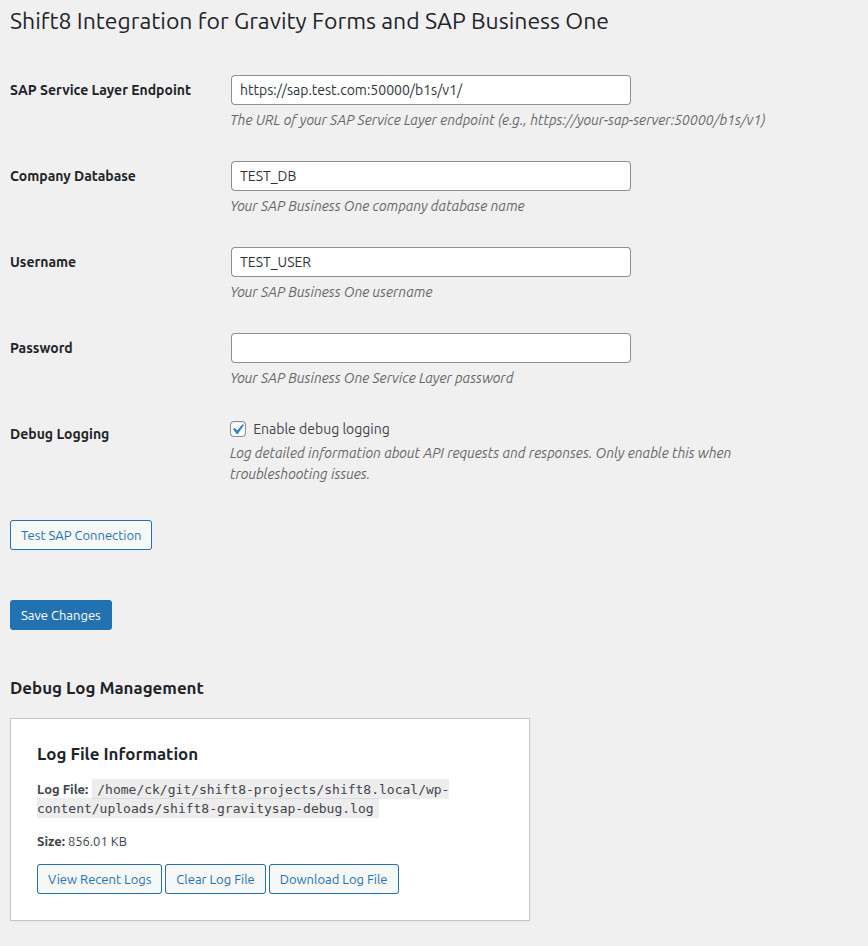 Shift8 Integration for Gravity Forms and SAP Business One
SAP Service Layer Endpoint
https://sap.test.com:50000/b1s/v1/
The URL of your SAP Service Layer endpoint (e.g., https://your-sap-server:50000/b1s/v1)
Company Database
TEST_DB
Your SAP Business One company database name
Username
TEST_USER
Your SAP Business One username
Password
Your SAP Business One Service Layer password
Debug Logging
Enable debug logging
Log detailed information about API requests and responses. Only enable this when
troubleshooting issues.
Test SAP Connection
Save Changes
Debug Log Management
Log File Information
Log File: /home/ck/git/shift8-projects/shift8.local/wp-
content/uploads/shift8-gravitysap-debug.log
Size: 856.01 KB
View Recent Logs Clear Log File Download Log File